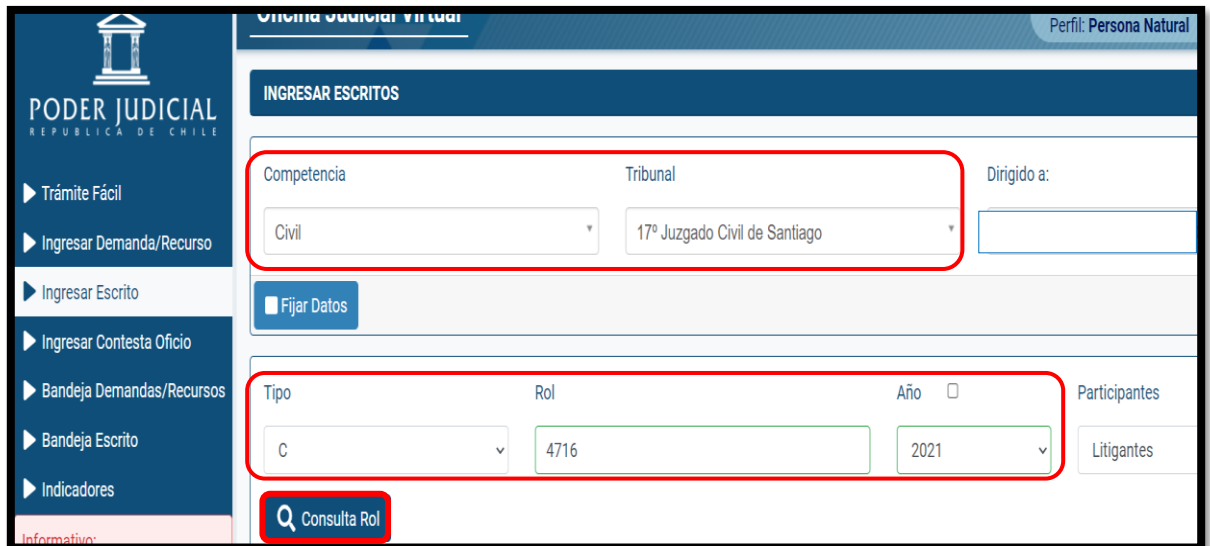 Oficina Judicial Virtual
Perfil: Persona Natural
PODER JUDICIAL
REPUBLICA DE CHILE
Trámite Fácil
Ingresar Demanda/Recurso
Ingresar Escrito
Ingresar Contesta Oficio
Bandeja Demandas/Recursos
Bandeja Escrito
Indicadores
Informativo:
INGRESAR ESCRITOS
Competencia Tribunal Dirigido a:
Civil 17º Juzgado Civil de Santiago
Fijar Datos
Tipo Rol Año Participantes
C 4716 2021 Litigantes
Consulta Rol